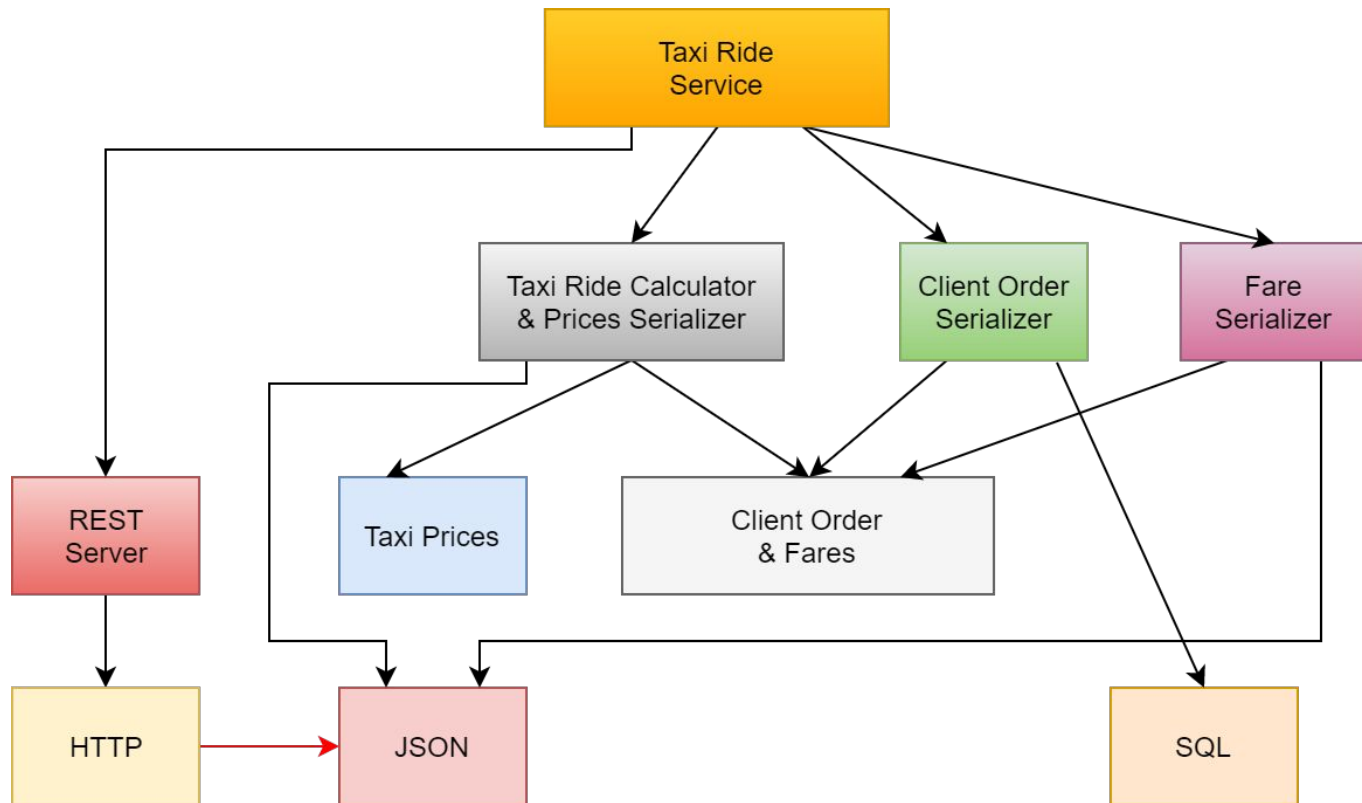 Taxi Ride
Service
Taxi Ride Calculator
& Prices Serializer
Client Order
Serializer
Fare
Serializer
REST
Server
Taxi Prices
Client Order
& Fares
HTTP
JSON
SQL